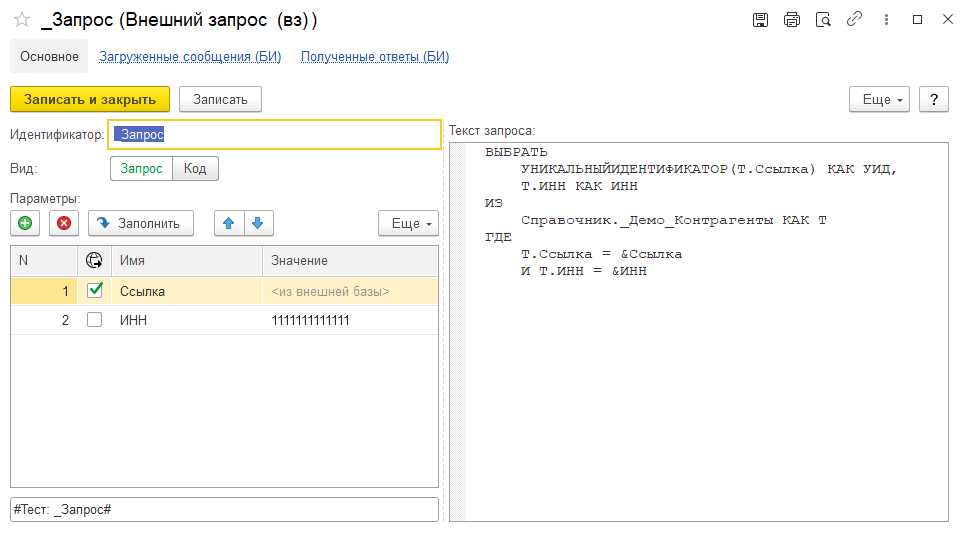 _Запрос (Внешний запрос (вз))
Основное Загруженные сообщения (БИ) Полученные ответы (БИ)
Записать и закрыть Записать Еще ?
Идентификатор: _Запрос
Вид: Запрос Код
Параметры:
Заполнить Еще
N Имя Значение
1 Ссылка <из внешней базы>
2 ИНН 1111111111111
#Тест: _Запрос#
Текст запроса:
ВЫБРАТЬ
УНИКАЛЬНЫЙИДЕНТИФИКАТОР(Т.Ссылка) КАК УИД,
Т.ИНН КАК ИНН
ИЗ
Справочник._Демо_Контрагенты КАК Т
ГДЕ
Т.Ссылка = &Ссылка
И Т.ИНН = &ИНН